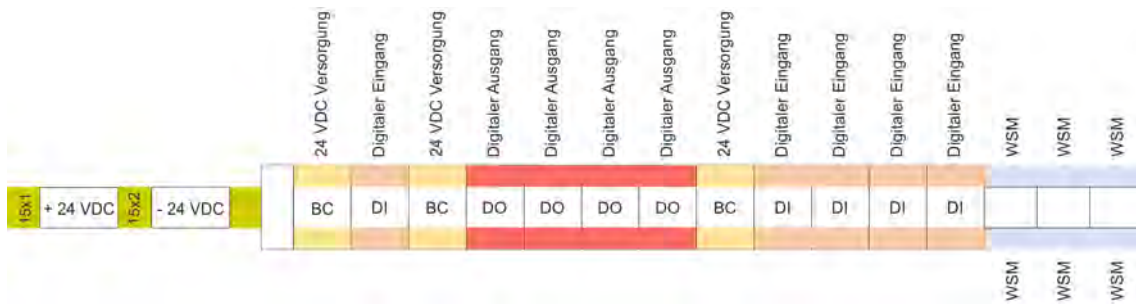 24 VDC Versorgung
Digitaler Eingang
24 VDC Versorgung
Digitaler Ausgang
Digitaler Ausgang
Digitaler Ausgang
Digitaler Ausgang
24 VDC Versorgung
Digitaler Eingang
Digitaler Eingang
Digitaler Eingang
Digitaler Eingang
WSM
WSM
WSM
15x1
+ 24 VDC
15x2
- 24 VDC
BC
DI
BC
DO
DO
DO
DO
BC
DI
DI
DI
DI
WSM
WSM
WSM